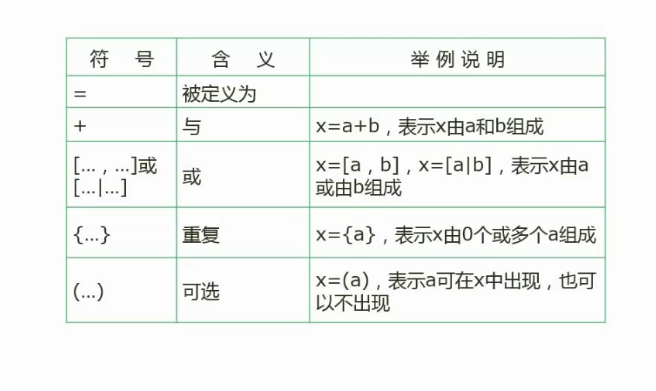 符 号 含 义 举 例 说 明
= 被定义为
+ 与 x=a+b，表示x由a和b组成
[...，...]或
[...|...]
或
x=[a，b]，x=[a|b]，表示x由a
或由b组成
{...} 重复 x={a}，表示x由0个或多个a组成
(...) 可选
x=(a)，表示a可在x中出现，也可
以不出现